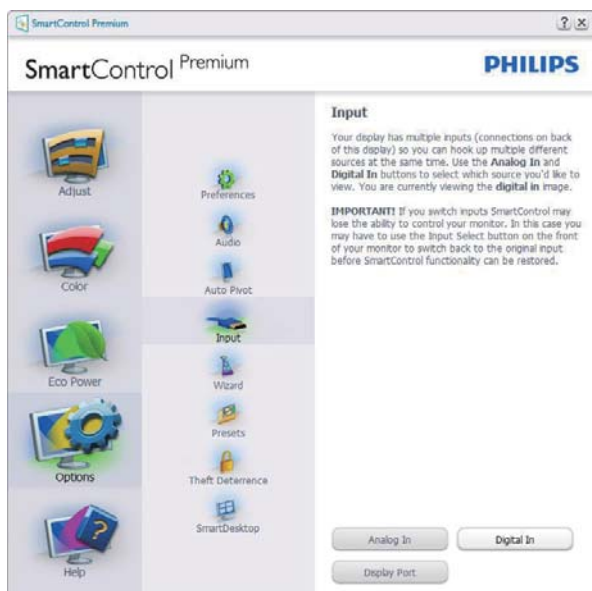 SmartControl Premium
SmartControl Premium
PHILIPS
Adjust
Color
Eco Power
Options
Help
Preferences
Audio
Auto Pivot
Input
Wizard
Presets
Theft Deterrence
SmartDesktop
Input
Your display has multiple inputs (connections on back
of this display) so you can hook up multiple different
sources at the same time. Use the Analog In and
Digital In buttons to select which source you'd like to
view. You are currently viewing the digital in image.
IMPORTANT! If you switch inputs SmartControl may
lose the ability to control your monitor. In this case you
may have to use the Input Select button on the front
of your monitor to switch back to the original input
before SmartControl functionality can be restored.
Analog In
Digital In
Display Port